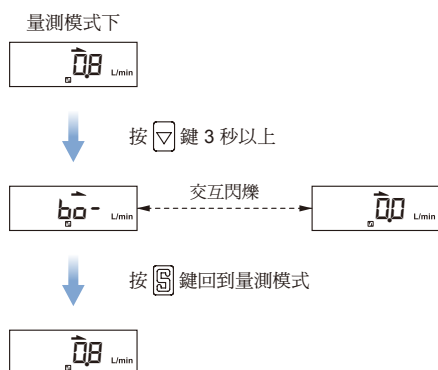 量測模式下
0.8 L/min
按 ▽ 鍵 3 秒以上
交互閃爍
bo- L/min
0.0 L/min
按 S 鍵回到量測模式
0.8 L/min